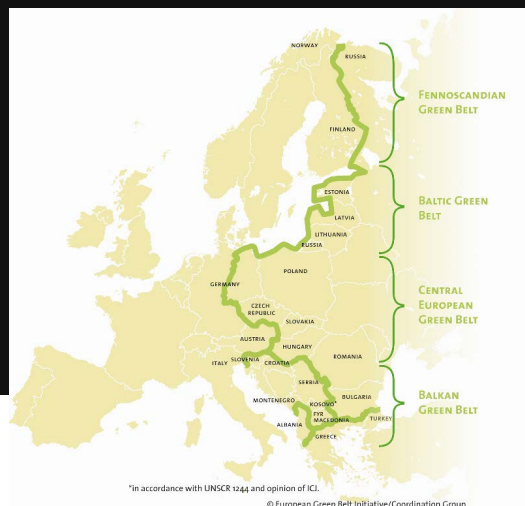 NORWAY
RUSSIA
FENNOSCANDIAN
GREEN BELT
FINLAND
ESTONIA
BALTIC GREEN
BELT
LATVIA
LITHUANIA
RUSSIA
POLAND
GERMANY
CENTRAL
EUROPEAN
GREEN BELT
CZECH
REPUBLIC
SLOVAKIA
AUSTRIA
HUNGARY
ROMANIA
ITALY
SLOVENIA
CROATIA
SERBIA
BALKAN
GREEN BELT
MONTENEGRO
KOSOVO*
BULGARIA
FYR
MACEDONIA
TURKEY
ALBANIA
GREECE
*in accordance with UNSCR 1244 and opinion of ICJ.
© European Green Belt Initiative/Coordination Group